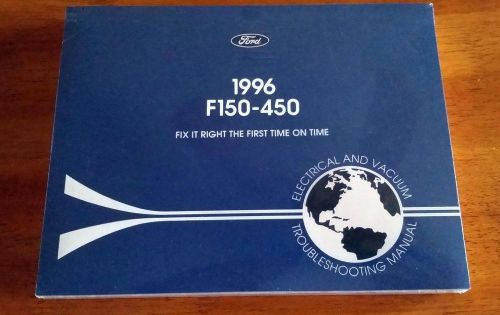 Ford
1996
F150-450
FIX IT RIGHT THE FIRST TIME ON TIME
ELECTRICAL AND VACUUM
TROUBLESHOOTING MANUAL